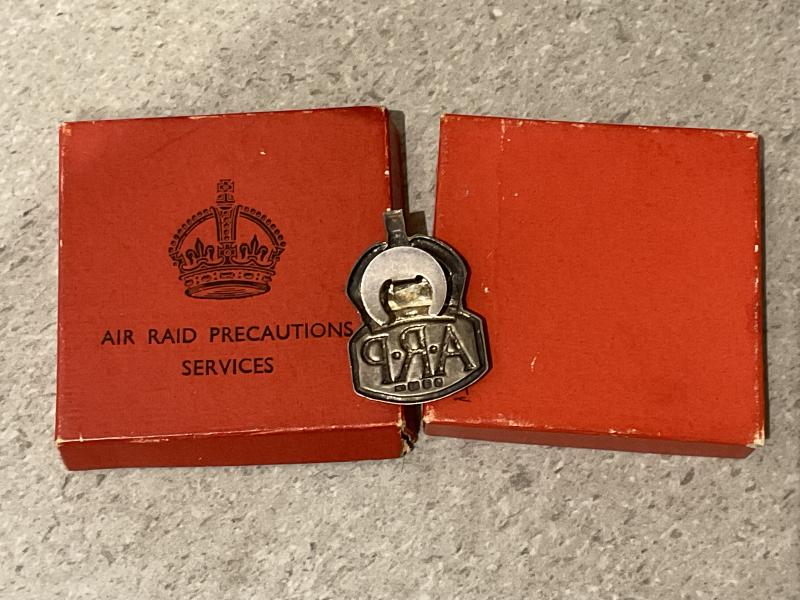 AIR RAID PRECAUTIONS
SERVICES
A.R.P